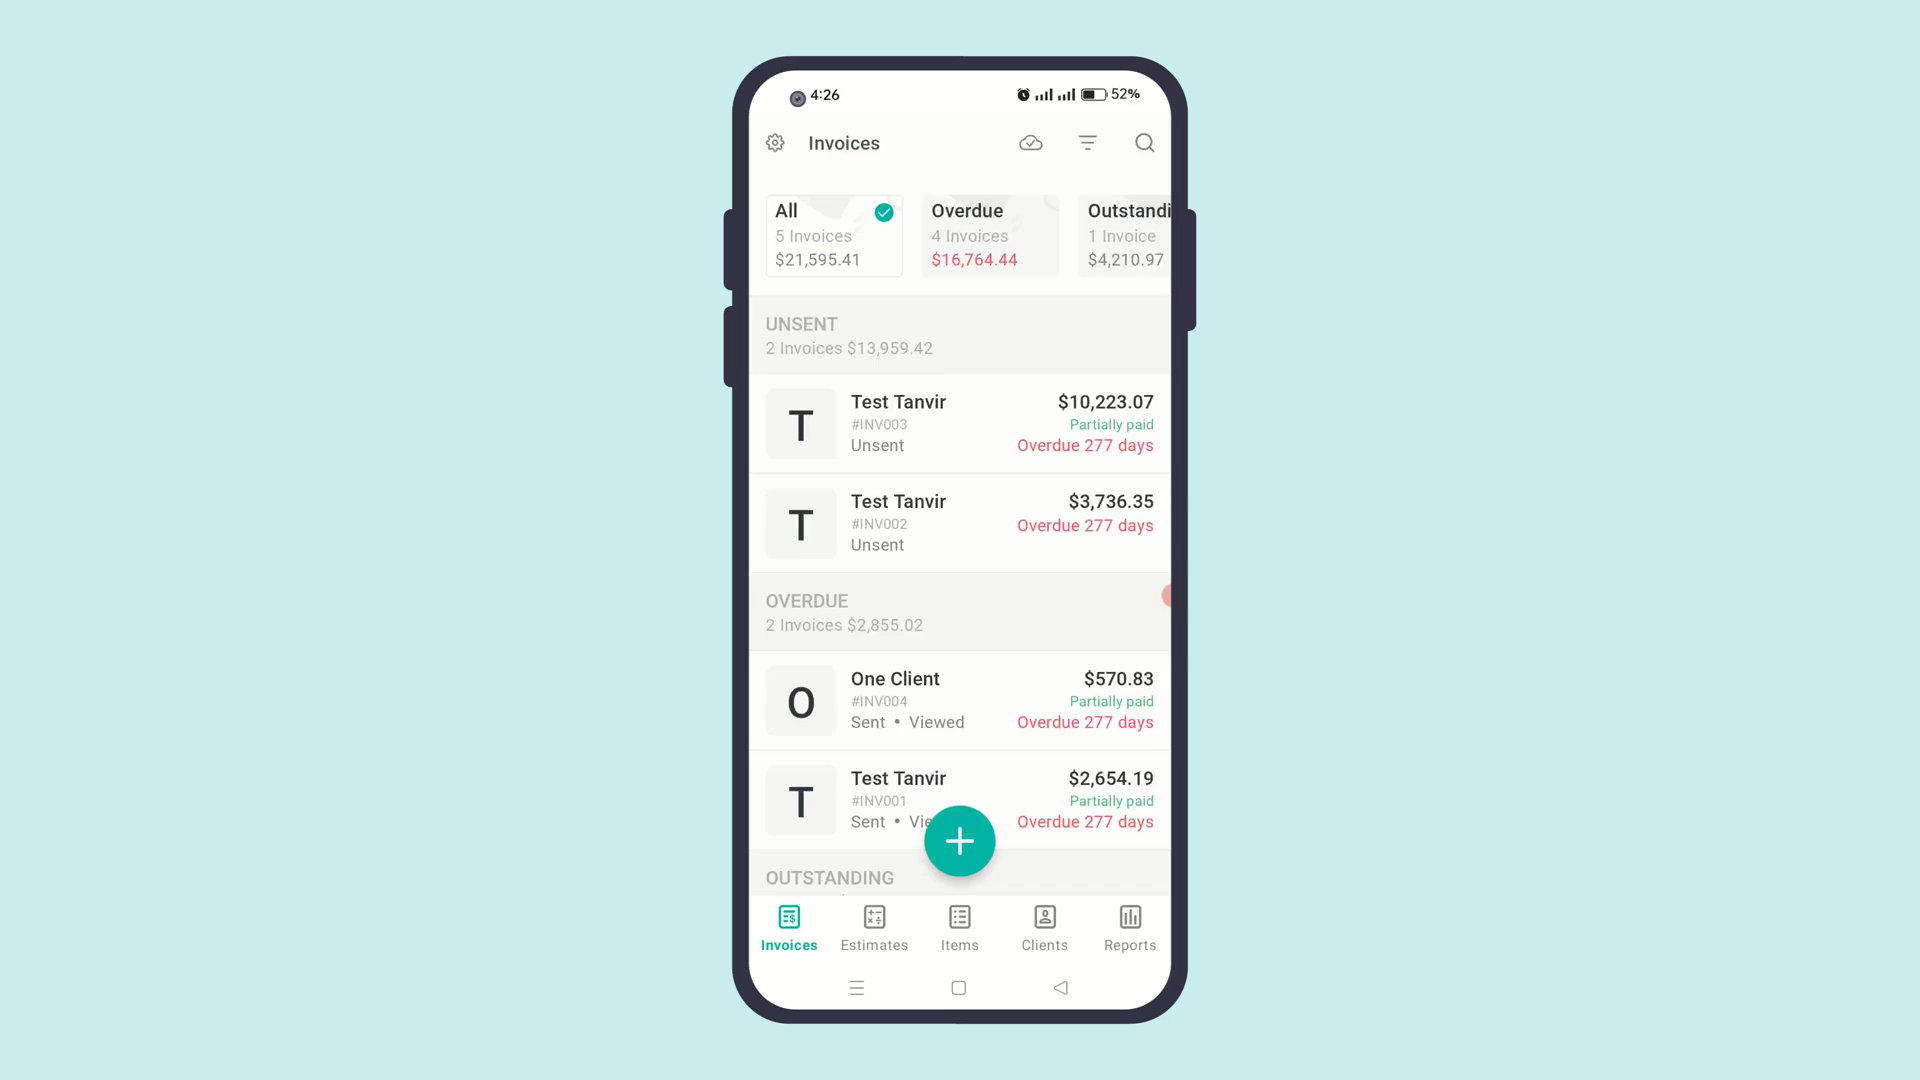 4:26
52%
Invoices
All
5 Invoices
$21,595.41
Overdue
4 Invoices
$16,764.44
Outstandi
1 Invoice
$4,210.97
UNSENT
2 Invoices $13,959.42
T
Test Tanvir
#INV003
Unsent
$10,223.07
Partially paid
Overdue 277 days
T
Test Tanvir
#INV002
Unsent
$3,736.35
Overdue 277 days
OVERDUE
2 Invoices $2,855.02
O
One Client
#INV004
Sent • Viewed
$570.83
Partially paid
Overdue 277 days
T
Test Tanvir
#INV001
Sent • Vie
$2,654.19
Partially paid
Overdue 277 days
OUTSTANDING
Invoices
Estimates
Items
Clients
Reports